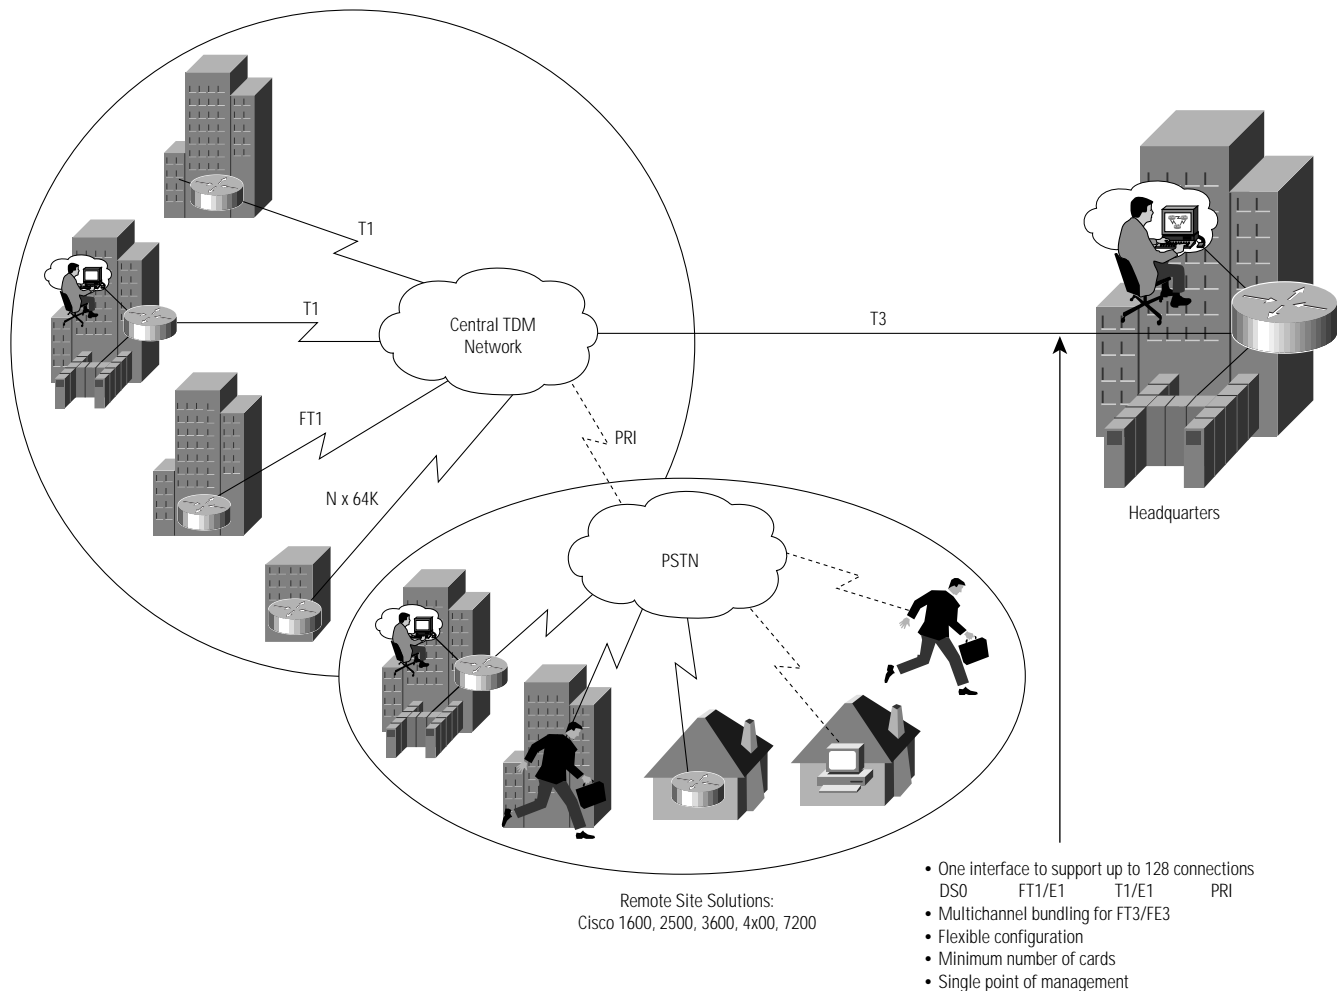 T1
T1
Central TDM
Network
T3
FT1
PRI
N x 64K
PSTN
Headquarters
Remote Site Solutions:
Cisco 1600, 2500, 3600, 4x00, 7200
• One interface to support up to 128 connections
DS0 FT1/E1 T1/E1 PRI
• Multichannel bundling for FT3/FE3
• Flexible configuration
• Minimum number of cards
• Single point of management